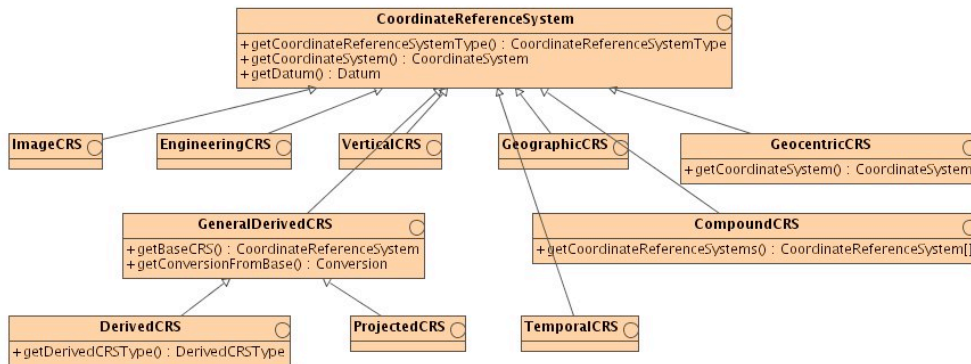 CoordinateReferenceSystem
+getCoordinateReferenceSystemType() : CoordinateReferenceSystemType
+getCoordinateSystem() : CoordinateSystem
+getDatum() : Datum
ImageCRS
EngineeringCRS
VerticalCRS
GeographicCRS
GeocentricCRS
+getCoordinateSystem() : CoordinateSystem
GeneralDerivedCRS
+getBaseCRS() : CoordinateReferenceSystem
+getConversionFromBase() : Conversion
CompoundCRS
+getCoordinateReferenceSystems() : CoordinateReferenceSystem[]
DerivedCRS
+getDerivedCRSType() : DerivedCRSType
ProjectedCRS
TemporalCRS